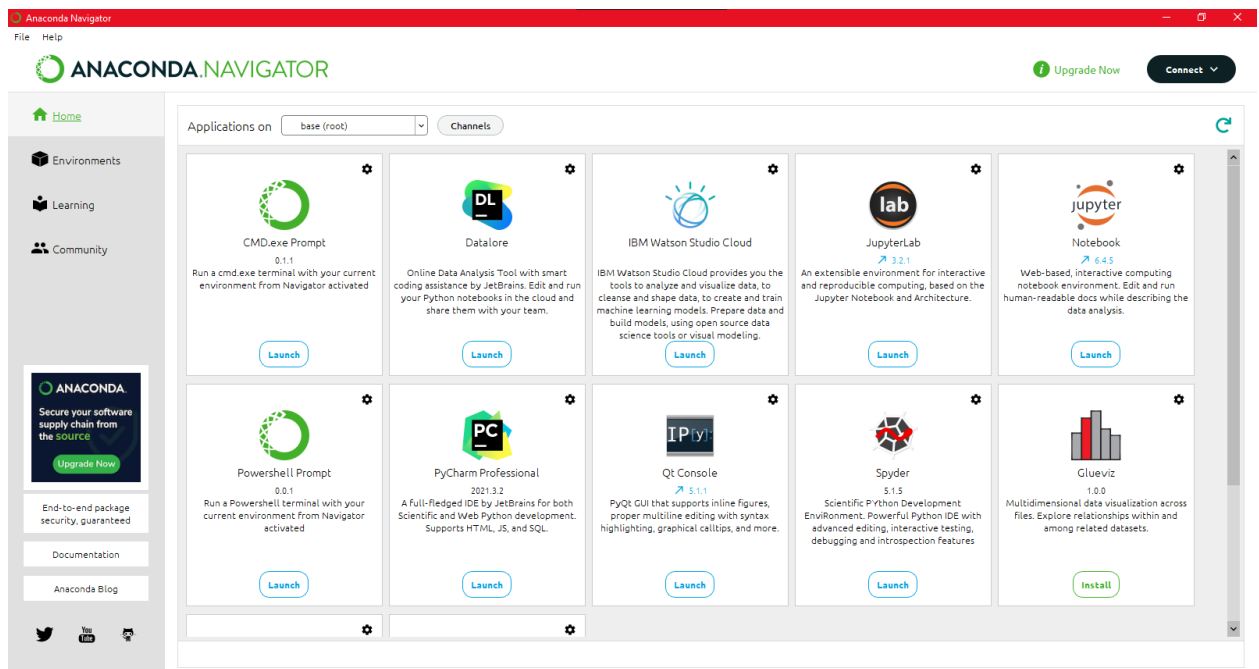 Anaconda Navigator
File Help
ANACONDA.NAVIGATOR
Upgrade Now
Connect
Home
Environments
Learning
Community
ANACONDA.
Secure your software
supply chain from
the source
Upgrade Now
End-to-end package
security, guaranteed
Documentation
Anaconda Blog
You
Tube
Applications on base (root) Channels
CMD.exe Prompt
0.1.1
Run a cmd.exe terminal with your current
environment from Navigator activated
Launch
DL
Datalore
Online Data Analysis Tool with smart
coding assistance by JetBrains. Edit and run
your Python notebooks in the cloud and
share them with your team.
Launch
IBM Watson Studio Cloud
IBM Watson Studio Cloud provides you the
tools to analyze and visualize data, to
cleanse and shape data, to create and train
machine learning models. Prepare data and
build models, using open source data
science tools or visual modeling.
Launch
lab
JupyterLab
3.2.1
An extensible environment for interactive
and reproducible computing, based on the
Jupyter Notebook and Architecture.
Launch
jupyter
Notebook
6.4.5
Web-based, interactive computing
notebook environment. Edit and run
human-readable docs while describing the
data analysis.
Launch
Powershell Prompt
0.0.1
Run a Powershell terminal with your
current environment from Navigator
activated
Launch
PC
PyCharm Professional
2021.3.2
A full-fledged IDE by JetBrains for both
Scientific and Web Python development.
Supports HTML, JS, and SQL.
Launch
IP[y]:
Qt Console
5.1.1
PyQt GUI that supports inline figures,
proper multiline editing with syntax
highlighting, graphical calltips, and more.
Launch
Spyder
5.1.5
Scientific PYthon Development
EnviRonment. Powerful Python IDE with
advanced editing, interactive testing,
debugging and introspection features
Launch
Glueviz
1.0.0
Multidimensional data visualization across
files. Explore relationships within and
among related datasets.
Install